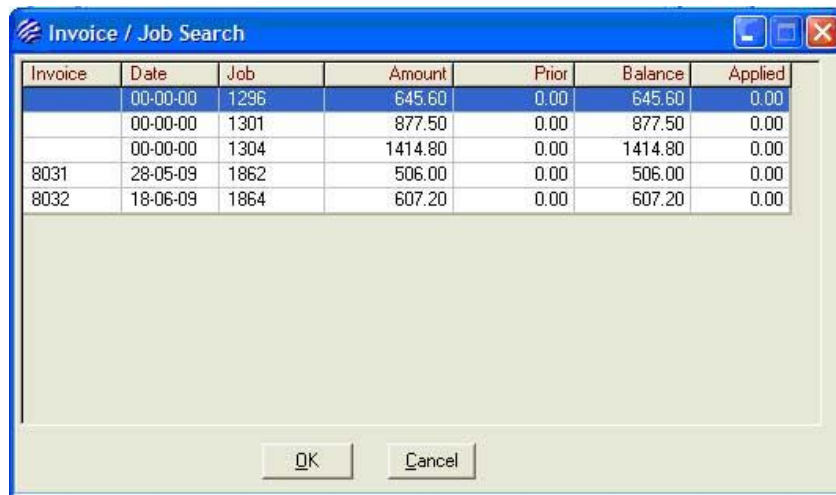 Invoice / Job Search
Invoice Date Job Amount Prior Balance Applied
00-00-00 1296 645.60 0.00 645.60 0.00
00-00-00 1301 877.50 0.00 877.50 0.00
00-00-00 1304 1414.80 0.00 1414.80 0.00
8031 28-05-09 1862 506.00 0.00 506.00 0.00
8032 18-06-09 1864 607.20 0.00 607.20 0.00
OK Cancel